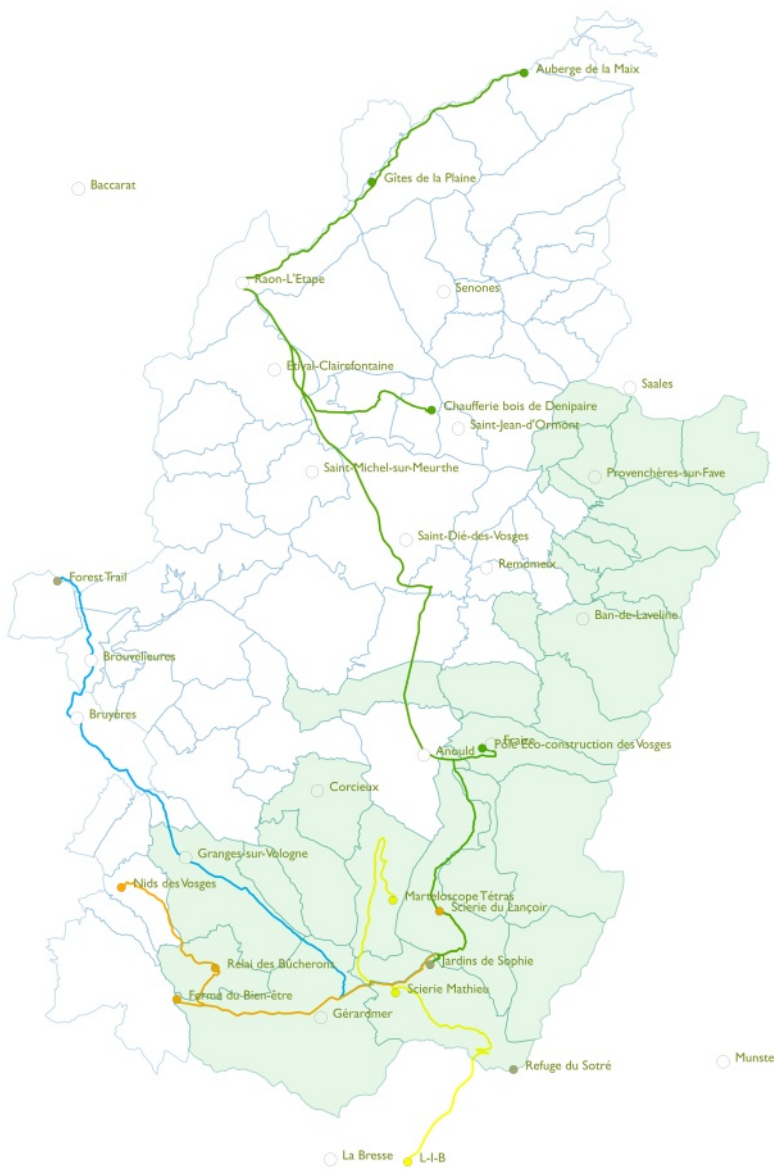 Auberge de la Maix
Gîtes de la Plaine
Baccarat
Raon-L'Etape
Senones
Etival-Clairefontaine
Saales
Chaufferie bois de Denipaire
Saint-Jean-d'Ormont
Saint-Michel-sur-Meurthe
Provenchères-sur-Fave
Saint-Dié-des-Vosges
Remomeix
Forest Trail
Ban-de-Laveline
Brouvelieures
Bruyères
Fraize
Pôle Eco-construction des Vosges
Anould
Corcieux
Granges-sur-Vologne
Nids des Vosges
Marteloscope Tétras
Scierie du Lançoir
Relai des Bûcherons
Jardins de Sophie
Ferme du Bien-être
Scierie Mathieu
Gérardmer
Munste
Refuge du Sotré
La Bresse
L-I-B